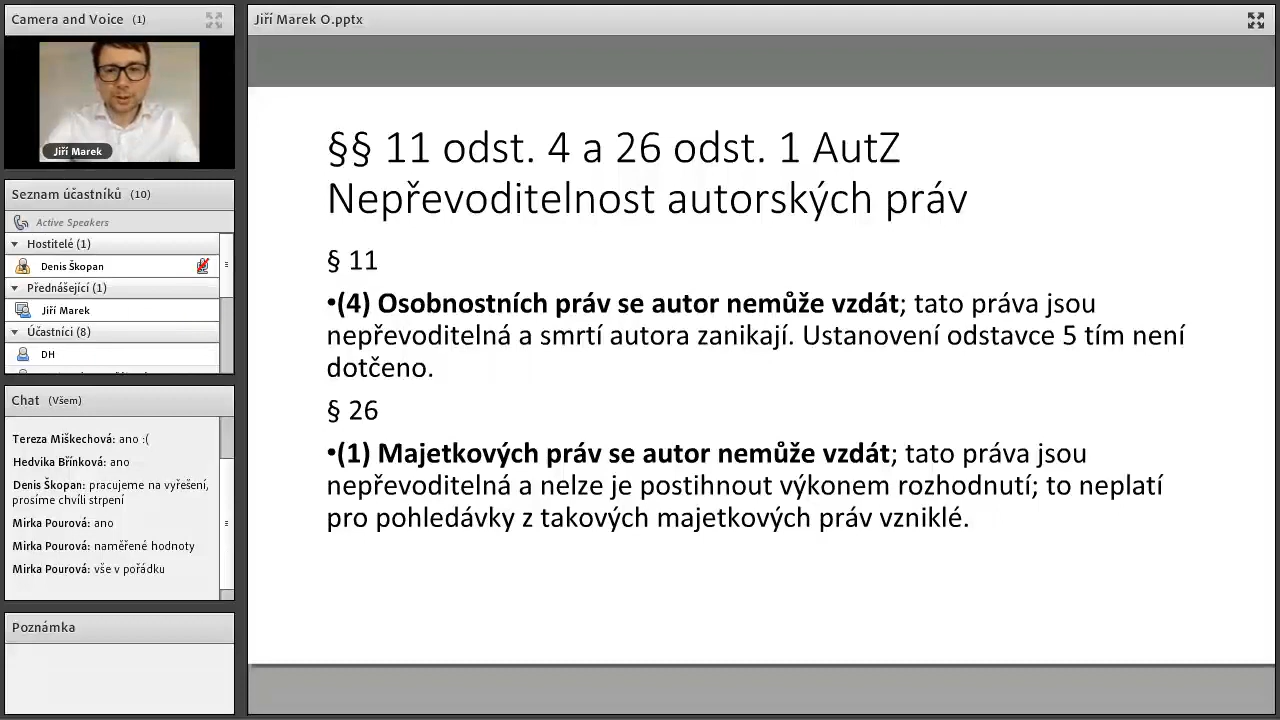 Camera and Voice (1)
Jiří Marek
Seznam účastníků (10)
Active Speakers
Hostitelé (1)
Denis Škopan
Přednášející (1)
Jiří Marek
Účastníci (8)
DH
Chat (Všem)
Tereza Miškechová: ano :(
Hedvika Břínková: ano
Denis Škopan: pracujeme na vyřešení,
prosíme chvíli strpení
Mirka Pourová: ano
Mirka Pourová: naměřené hodnoty
Mirka Pourová: vše v pořádku
Poznámka
Jiří Marek O.pptx
§§ 11 odst. 4 a 26 odst. 1 AutZ
Nepřevoditelnost autorských práv
§ 11
•(4) Osobnostních práv se autor nemůže vzdát; tato práva jsou
nepřevoditelná a smrtí autora zanikají. Ustanovení odstavce 5 tím není
dotčeno.
§ 26
•(1) Majetkových práv se autor nemůže vzdát; tato práva jsou
nepřevoditelná a nelze je postihnout výkonem rozhodnutí; to neplatí
pro pohledávky z takových majetkových práv vzniklé.